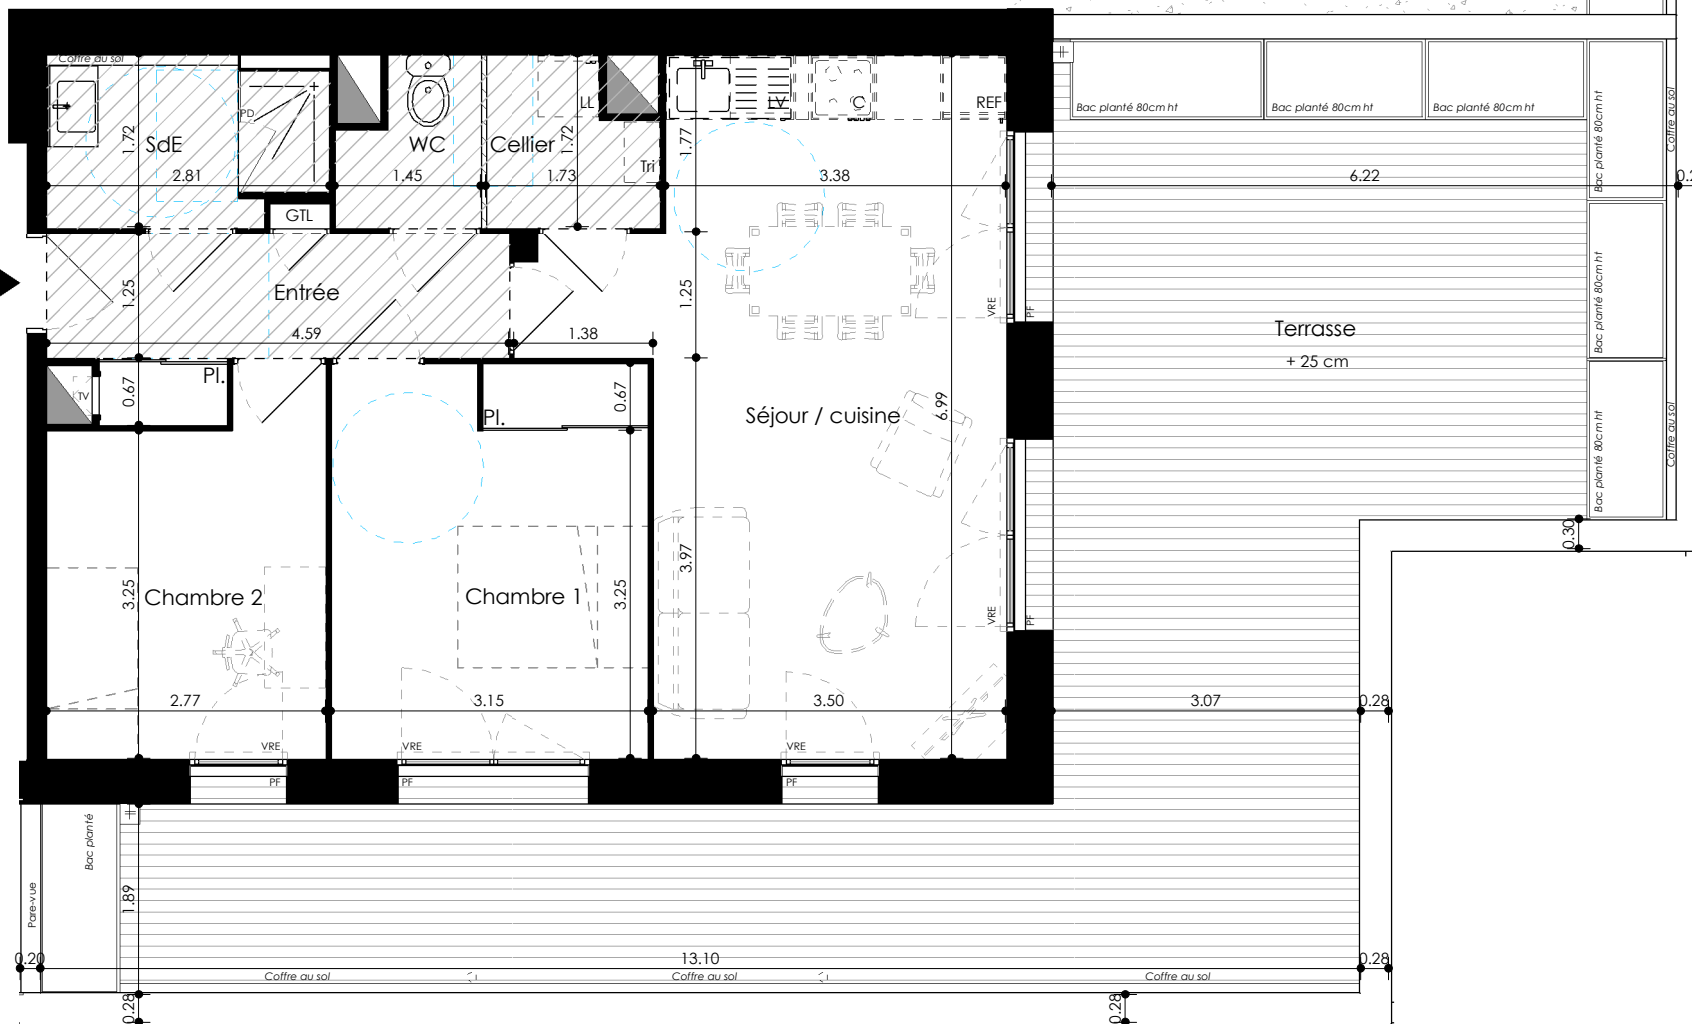 Coffre au sol
PD
SdE
1.72
2.81
GTL
WC
1.45
Cellier
1.72
1.73
LL
Tri
LV
C
REF
1.77
3.38
Bac planté 80cm ht
Bac planté 80cm ht
Bac planté 80cm ht
Bac planté 80cm ht
Coffre au sol
6.22
1.25
Entrée
4.59
1.38
1.25
VRE
PF
Bac planté 80cm ht
Terrasse
+ 25 cm
TV
0.67
Pl.
Pl.
0.67
Séjour / cuisine
6.99
Bac planté 80cm ht
Coffre au sol
0.30
3.25
Chambre 2
Chambre 1
3.25
3.97
VRE
PF
2.77
3.15
3.50
3.07
0.28
VRE
PF
VRE
PF
VRE
PF
Bac planté
Pare-vue
1.89
0.20
13.10
0.28
Coffre au sol
Coffre au sol
Coffre au sol
0.28
0.28